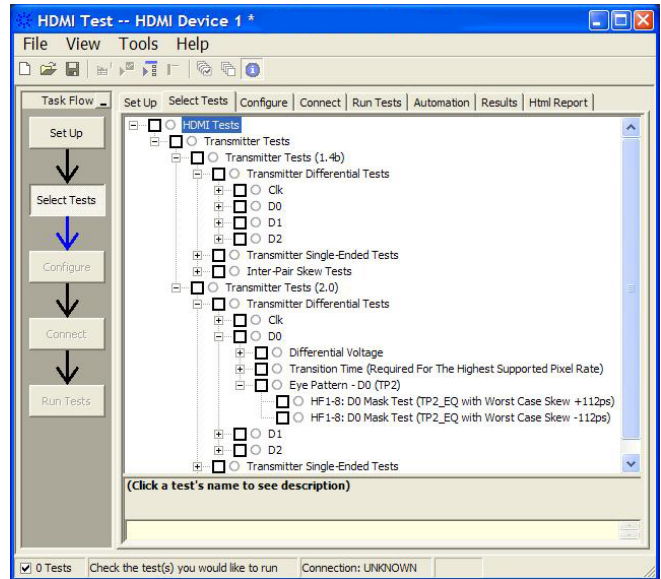 HDMI Test -- HDMI Device 1 *
File View Tools Help
Task Flow
Set Up
Select Tests
Configure
Connect
Run Tests
Set Up Select Tests Configure Connect Run Tests Automation Results Html Report
HDMI Tests
Transmitter Tests
Transmitter Tests (1.4b)
Transmitter Differential Tests
Clk
D0
D1
D2
Transmitter Single-Ended Tests
Inter-Pair Skew Tests
Transmitter Tests (2.0)
Transmitter Differential Tests
Clk
D0
Differential Voltage
Transition Time (Required For The Highest Supported Pixel Rate)
Eye Pattern - D0 (TP2)
HF1-8: D0 Mask Test (TP2_EQ with Worst Case Skew +112ps)
HF1-8: D0 Mask Test (TP2_EQ with Worst Case Skew -112ps)
D1
D2
Transmitter Single-Ended Tests
(Click a test's name to see description)
0 Tests Check the test(s) you would like to run Connection: UNKNOWN